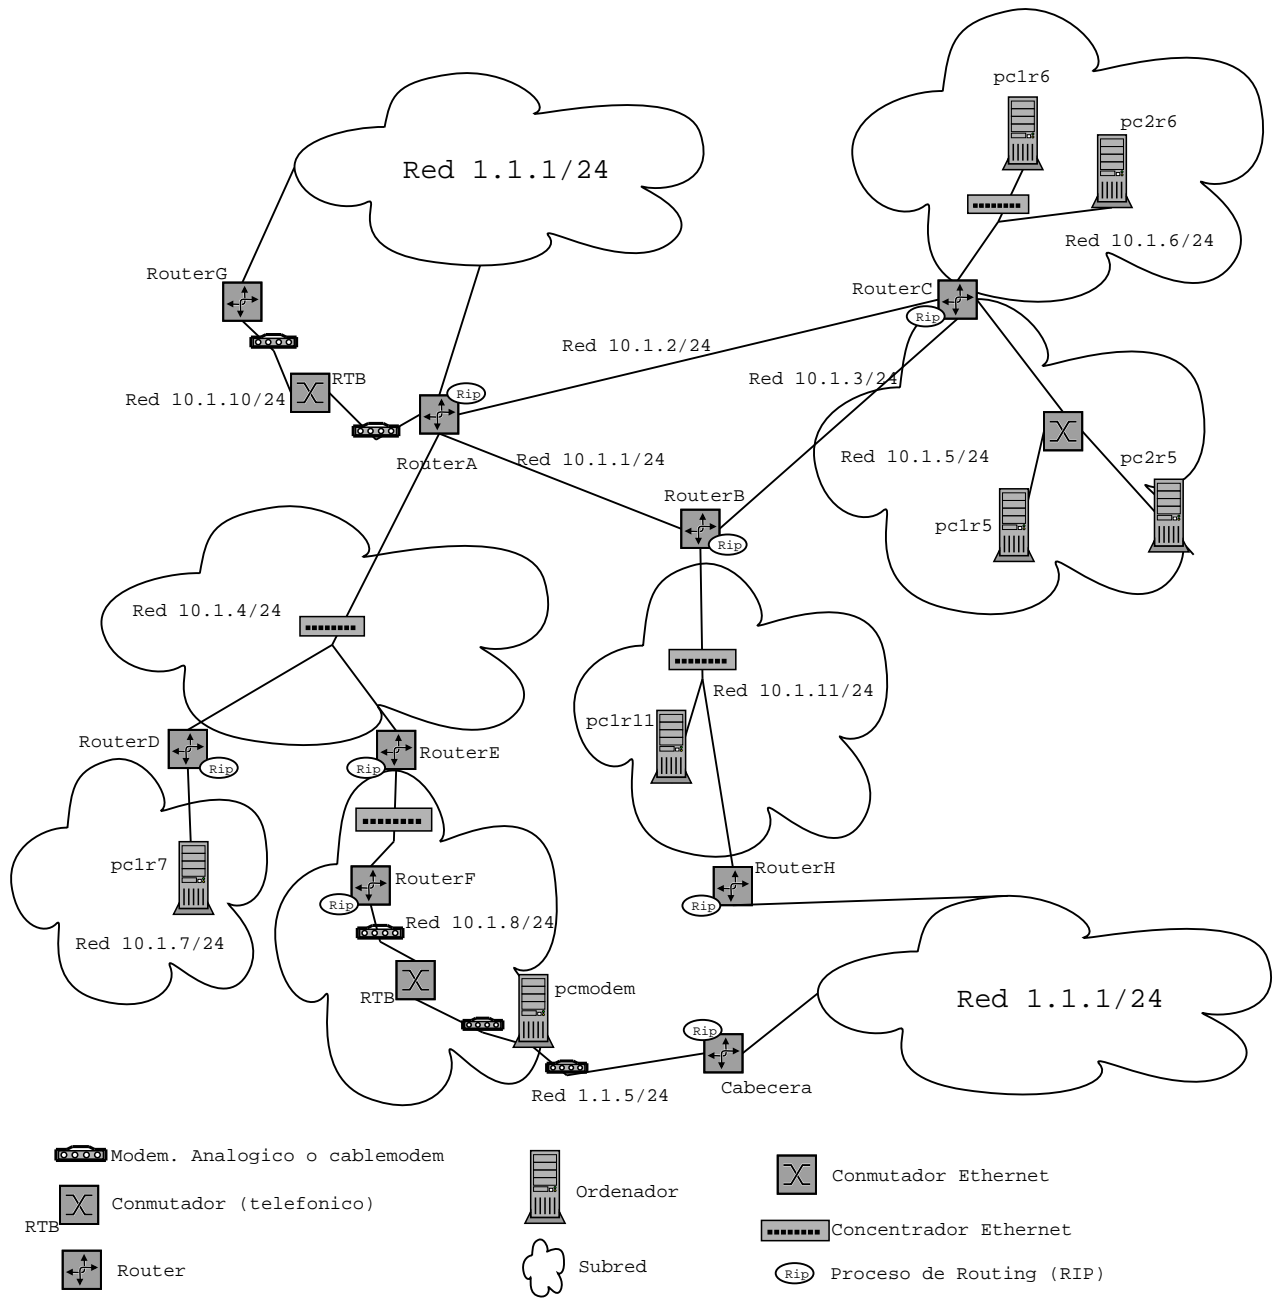 pc1r6
pc2r6
Red 1.1.1/24
Red 10.1.6/24
RouterG
RouterC
Rip
Red 10.1.2/24
RTB
Red 10.1.3/24
Rip
Red 10.1.10/24
RouterA
Red 10.1.1/24
Red 10.1.5/24
pc2r5
RouterB
pc1r5
Rip
Red 10.1.4/24
Red 10.1.11/24
pc1r11
RouterD
RouterE
Rip
Rip
pc1r7
RouterH
RouterF
Rip
Rip
Red 10.1.8/24
Red 10.1.7/24
pcmodem
RTB
Red 1.1.1/24
Rip
Cabecera
Red 1.1.5/24
Modem. Analogico o cablemodem
Conmutador (telefonico)
RTB
Router
Ordenador
Subred
Conmutador Ethernet
Concentrador Ethernet
Rip
Proceso de Routing (RIP)